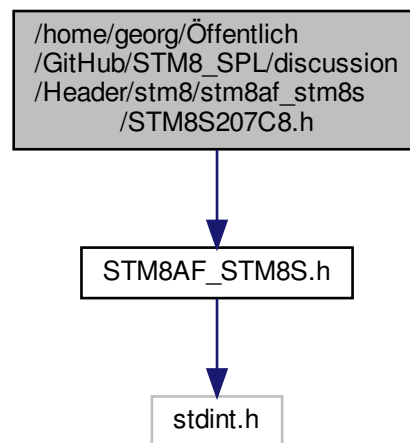 /home/georg/Öffentlich
/GitHub/STM8_SPL/discussion
/Header/stm8/stm8af_stm8s
/STM8S207C8.h
STM8AF_STM8S.h
stdint.h